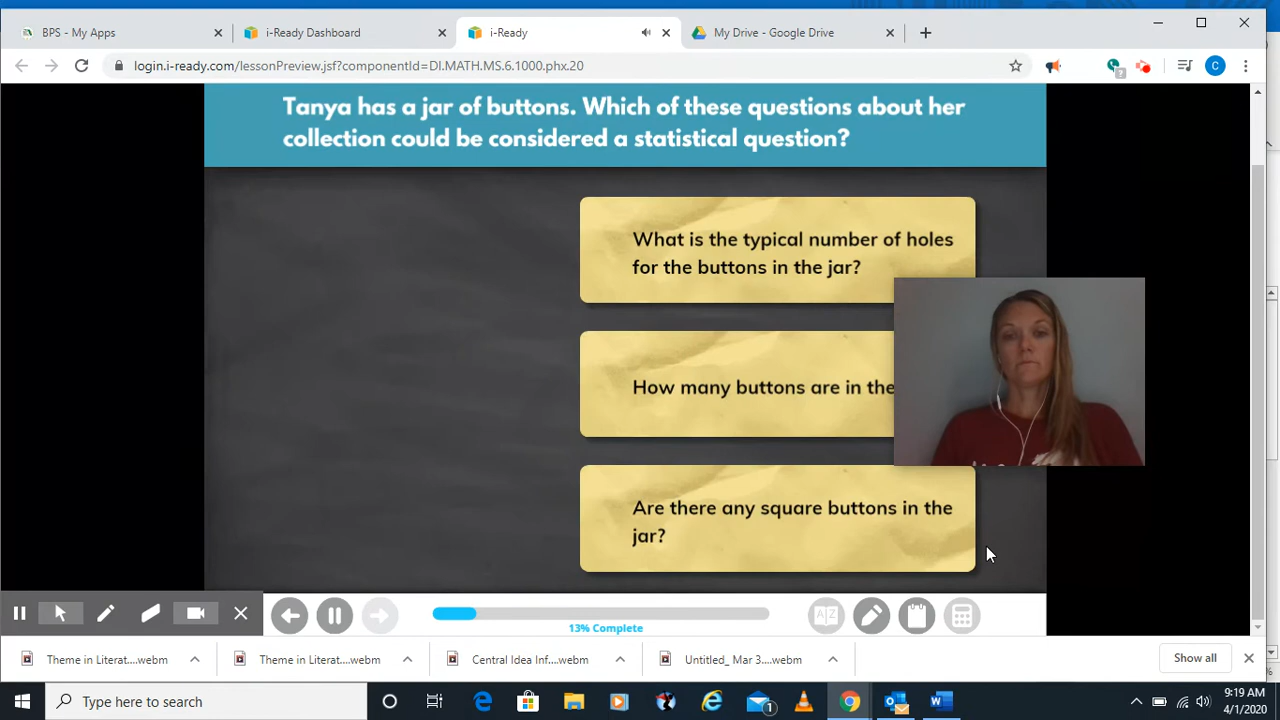 BPS - My Apps
i-Ready Dashboard
i-Ready
My Drive - Google Drive
login.i-ready.com/lessonPreview.jsf?componentId=DI.MATH.MS.6.1000.phx.20
C
Tanya has a jar of buttons. Which of these questions about her
collection could be considered a statistical question?
What is the typical number of holes
for the buttons in the jar?
How many buttons are in the
Are there any square buttons in the
jar?
13% Complete
A Z
Theme in Literat....webm
Theme in Literat....webm
Central Idea Inf....webm
Untitled_ Mar 3....webm
Show all
Type here to search
1
9:19 AM
4/1/2020